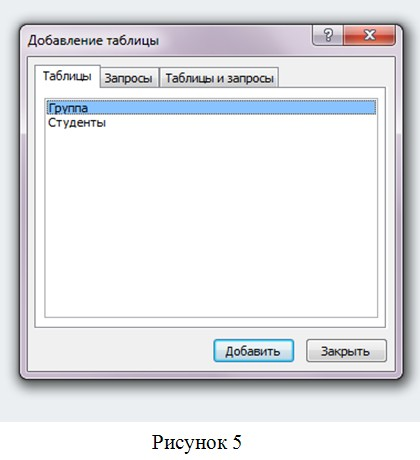 Добавление таблицы
Таблицы Запросы Таблицы и запросы
Группа
Студенты
Добавить Закрыть
Рисунок 5